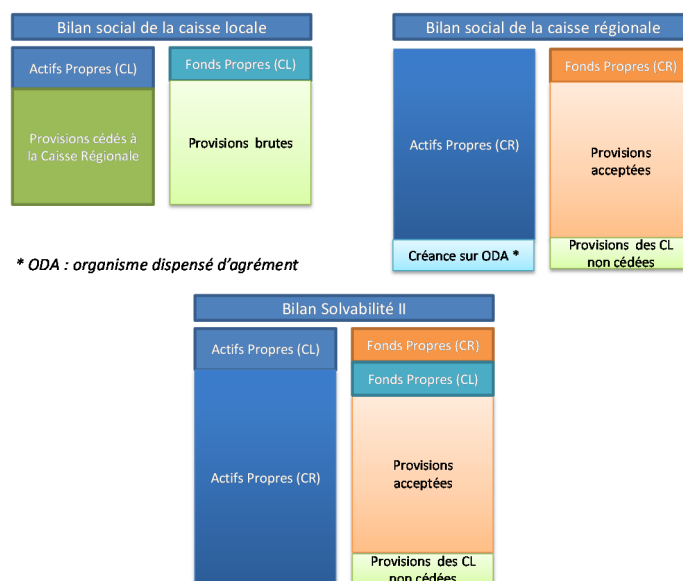 Bilan social de la caisse locale
Actifs Propres (CL)
Provisions cédés à
la Caisse Régionale
Fonds Propres (CL)
Provisions brutes
Bilan social de la caisse régionale
Actifs Propres (CR)
Créance sur ODA *
Fonds Propres (CR)
Provisions
acceptées
Provisions des CL
non cédées
* ODA : organisme dispensé d'agrément
Bilan Solvabilité II
Actifs Propres (CL)
Actifs Propres (CR)
Fonds Propres (CR)
Fonds Propres (CL)
Provisions
acceptées
Provisions des CL
non cédées